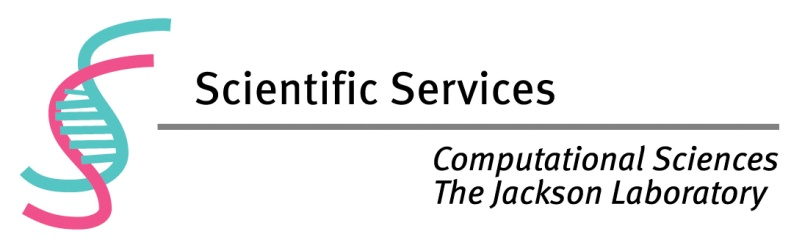 Scientific Services
Computational Sciences
The Jackson Laboratory